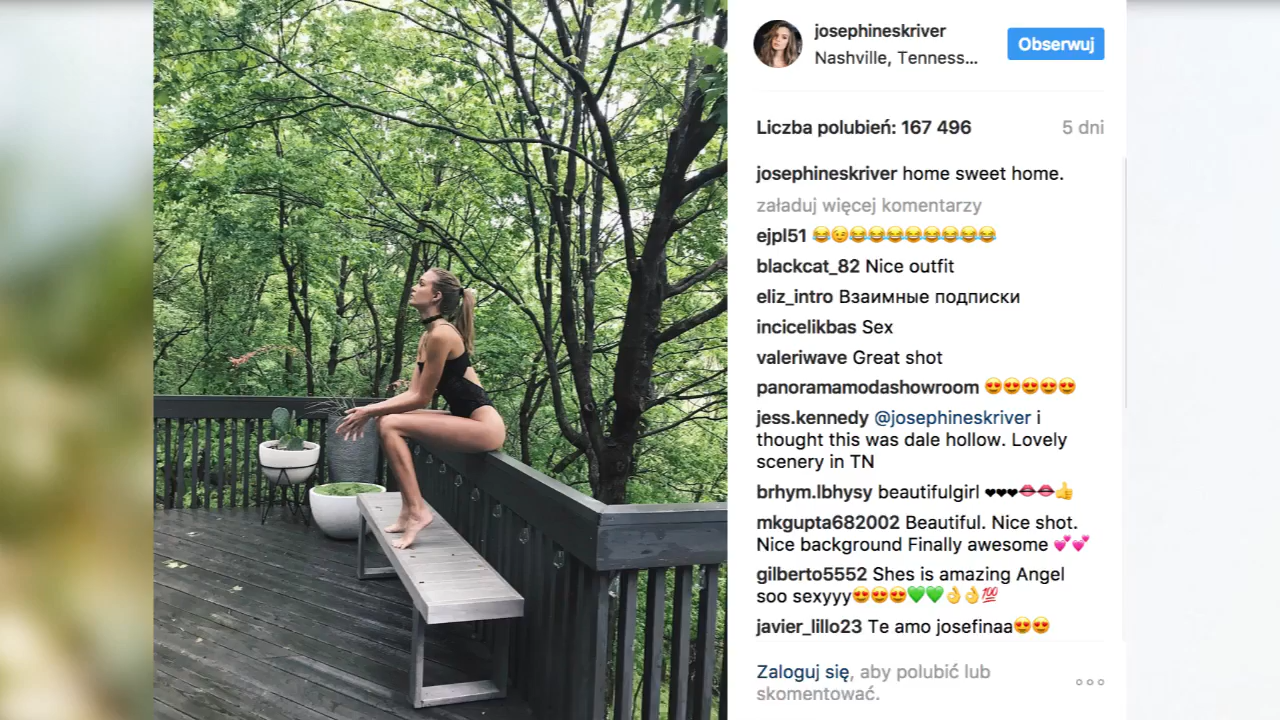 josephineskriver
Nashville, Tenness...
Obserwuj
Liczba polubień: 167 496
5 dni
josephineskriver home sweet home.
załaduj więcej komentarzy
ejpl51 😂😉😂😂😂😂😂😂😂😂
blackcat_82 Nice outfit
eliz_intro Взаимные подписки
incicelikbas Sex
valeriwave Great shot
panoramamodashowroom 😍😍😍😍😍
jess.kennedy @josephineskriver i
thought this was dale hollow. Lovely
scenery in TN
brhym.lbhysy beautifulgirl ❤❤❤💋💋👍
mkgupta682002 Beautiful. Nice shot.
Nice background Finally awesome 💕💕
gilberto5552 Shes is amazing Angel
soo sexyyy😍😍😍💚💚👌👌💯
javier_lillo23 Te amo josefinaa😍😍
Zaloguj się, aby polubić lub
skomentować.